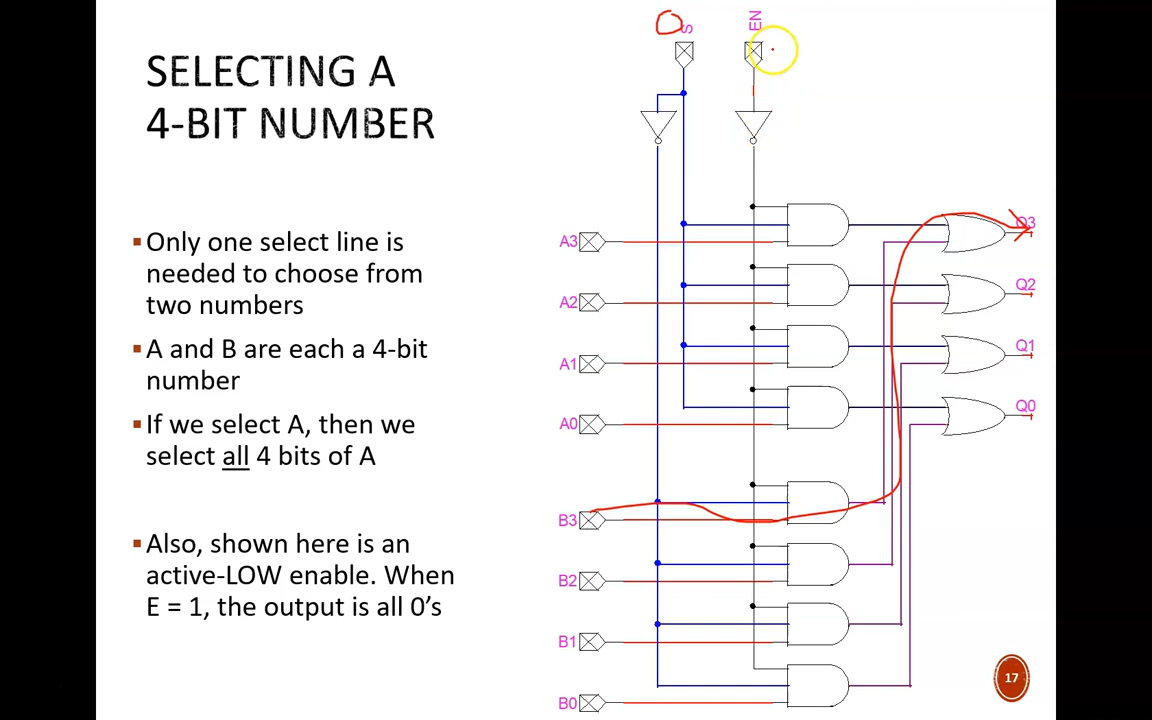 SELECTING A
4-BIT NUMBER
▪Only one select line is
needed to choose from
two numbers
▪A and B are each a 4-bit
number
▪If we select A, then we
select all 4 bits of A
▪Also, shown here is an
active-LOW enable. When
E = 1, the output is all 0's
0
S
EN
A3
A2
A1
A0
B3
B2
B1
B0
Q3
Q2
Q1
Q0
17